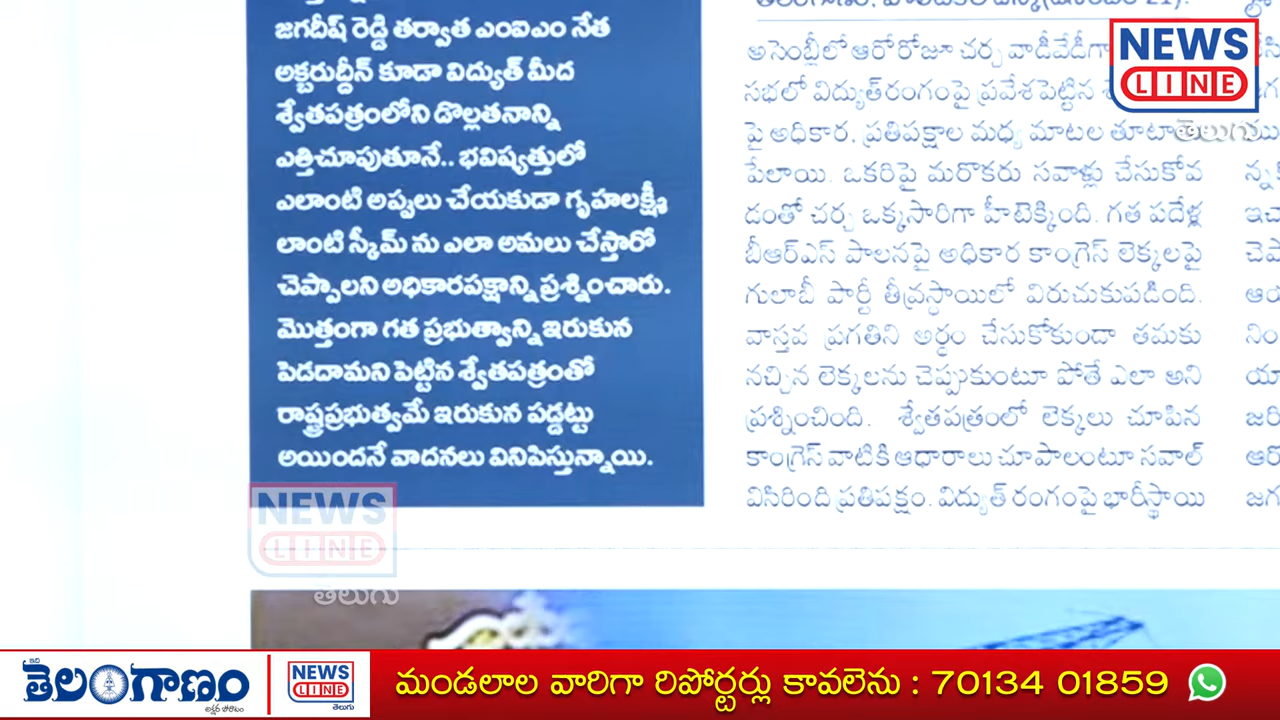 జగదీష్ రెడ్డి తర్వాత ఎంఐఎం నేత
అక్బరుద్దీన్ కూడా విద్యుత్ మీద
శ్వేతపత్రంలోని డొల్లతనాన్ని
ఎత్తిచూపుతూనే.. భవిష్యత్తులో
ఎలాంటి అప్పులు చేయకుడా గృహలక్ష్మీ
లాంటి స్కీమ్ ను ఎలా అమలు చేస్తారో
చెప్పాలని అధికారపక్షాన్ని ప్రశ్నించారు.
మొత్తంగా గత ప్రభుత్వాన్ని ఇరుకున
పెడదామని పెట్టిన శ్వేతపత్రంతో
రాష్ట్రప్రభుత్వమే ఇరుకున పడ్డట్టు
అయిందనే వాదనలు వినిపిస్తున్నాయి.
అసెంబ్లీలో ఆరో రోజూ చర్చ వాడీవేడీగా
సభలో విద్యుత్ రంగంపై ప్రవేశపెట్టిన
పై అధికార, ప్రతిపక్షాల మధ్య మాటల తూటా
పేలాయి. ఒకరిపై మరొకరు సవాళ్లు చేసుకోవ
డంతో చర్చ ఒక్కసారిగా హీటెక్కింది. గత పదేళ్ల
బీఆర్ఎస్ పాలనపై అధికార కాంగ్రెస్ లెక్కలపై
గులాబీ పార్టీ తీవ్రస్థాయిలో విరుచుకుపడింది.
వాస్తవ ప్రగతిని అర్థం చేసుకోకుండా తమకు
నచ్చిన లెక్కలను చెప్పుకుంటూ పోతే ఎలా అని
ప్రశ్నించింది. శ్వేతపత్రంలో లెక్కలు చూపిన
కాంగ్రెస్ వాటికి ఆధారాలు చూపాలంటూ సవాల్
విసిరింది ప్రతిపక్షం. విద్యుత్ రంగంపై భారీస్థాయి
NEWS
LINE
తెలుగు
NEWS
LINE
తెలుగు
ఇది
తెలంగాణం
అక్షర పోరాటం
NEWS
LINE
తెలుగు
మండలాల వారిగా రిపోర్టర్లు కావలెను : 70134 01859